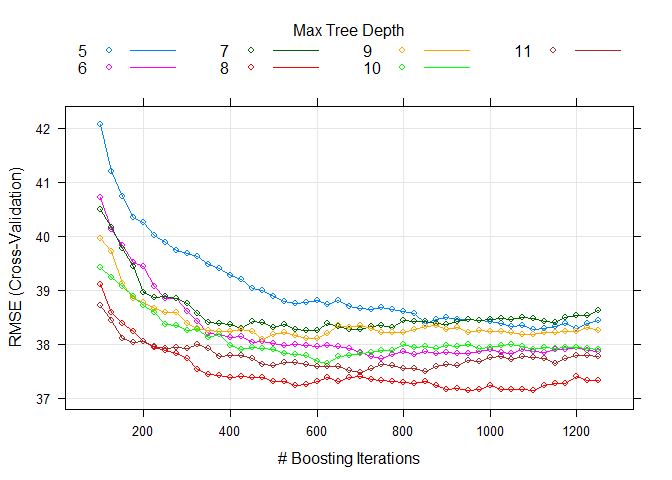 Max Tree Depth
5 7 9 11
6 8 10
42
41
40
39
38
37
RMSE (Cross-Validation)
200 400 600 800 1000 1200
# Boosting Iterations